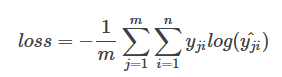 $loss = -\frac{1}{m} \sum_{j=1}^{m} \sum_{i=1}^{n} y_{ji} log(\hat{y_{ji}})$